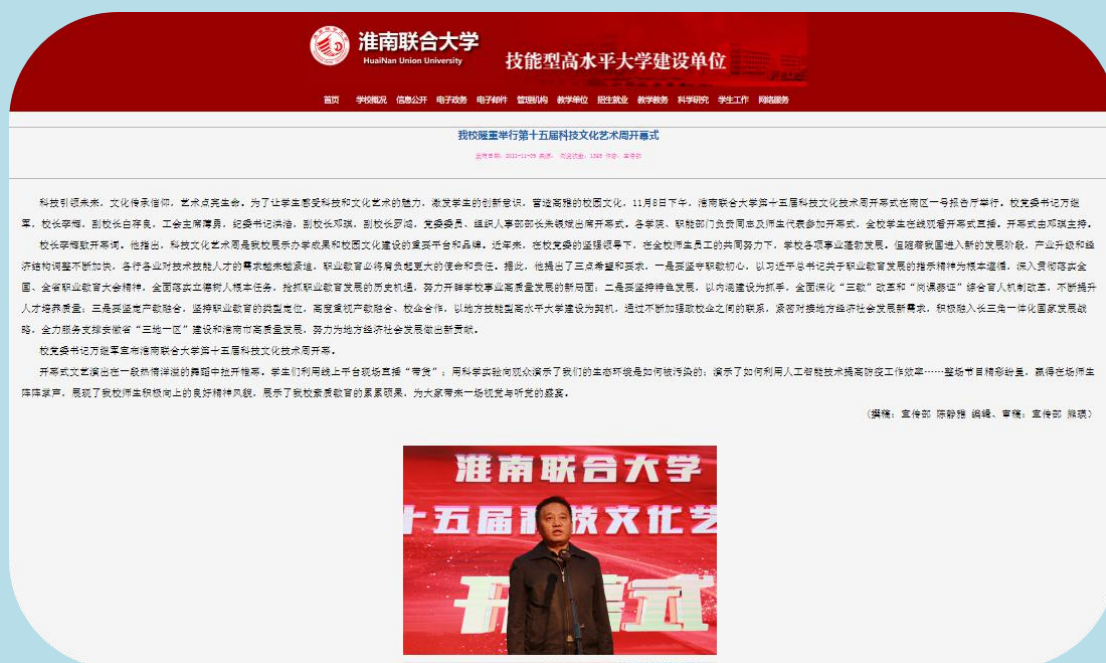 淮南联合大学
HuaiNan Union University
技能型高水平大学建设单位
首页 学校概况 信息公开 电子政务 电子邮件 管理机构 教学单位 招生就业 教学教务 科学研究 学生工作 网络服务
我校隆重举行第十五届科技文化艺术周开幕式
科技引领未来，文化传承信仰，艺术点亮生命。为了让学生感受科技和文化艺术的魅力，激发学生的创新意识，营造高雅的校园文化，11月8日下午，淮南联合大学第十五届科技文化技术周开幕式在南区一号报告厅举行。校党委书记万继
军，校长李梅，副校长白存良，工会主席薄勇，纪委书记洪浩，副校长邓琪，副校长罗鸿，党委委员、组织人事部部长朱银斌出席开幕式。各学院、职能部门负责同志及师生代表参加开幕式，全校学生在线观看开幕式直播。开幕式由邓琪主持。
校长李梅致开幕词。他指出，科技文化艺术周是我校展示办学成果和校园文化建设的重要平台和品牌。近年来，在校党委的坚强领导下，在全校师生员工的共同努力下，学校各项事业蓬勃发展。但随着我国进入新的发展阶段，产业升级和经
济结构调整不断加快，各行各业对技术技能人才的需求越来越紧迫，职业教育必将肩负起更大的使命和责任。据此，他提出了三点希望和要求，一是要坚守职教初心，以习近平总书记关于职业教育发展的指示精神为根本遵循，深入贯彻落实全
国、全省职业教育大会精神，全面落实立德树人根本任务，抢抓职业教育发展的历史机遇，努力开辟学校事业高质量发展的新局面；二是要坚持特色发展，以内涵建设为抓手，全面深化“三教”改革和“岗课赛证”综合育人机制改革，不断提升
人才培养质量；三是要坚定产教融合，坚持职业教育的类型定位，高度重视产教融合、校企合作，以地方技能型高水平大学建设为契机，通过不断加强政校企之间的联系，紧密对接地方经济社会发展新需求，积极融入长三角一体化国家发展战
略，全力服务支撑安徽省“三地一区”建设和淮南市高质量发展，努力为地方经济社会发展做出新贡献。
校党委书记万继军宣布淮南联合大学第十五届科技文化技术周开幕。
开幕式文艺演出在一段热情洋溢的舞蹈中拉开帷幕。学生们利用线上平台现场直播“带货”；用科学实验向观众演示了我们的生态环境是如何被污染的；演示了如何利用人工智能技术提高防疫工作效率……整场节目精彩纷呈，赢得在场师生
阵阵掌声，展现了我校师生积极向上的良好精神风貌，展示了我校素质教育的累累硕果，为大家带来一场视觉与听觉的盛宴。
（撰稿：宣传部 陈静雅 编辑、审稿：宣传部 熊璞）
淮南联合大学
十五届科技文化艺
开幕式